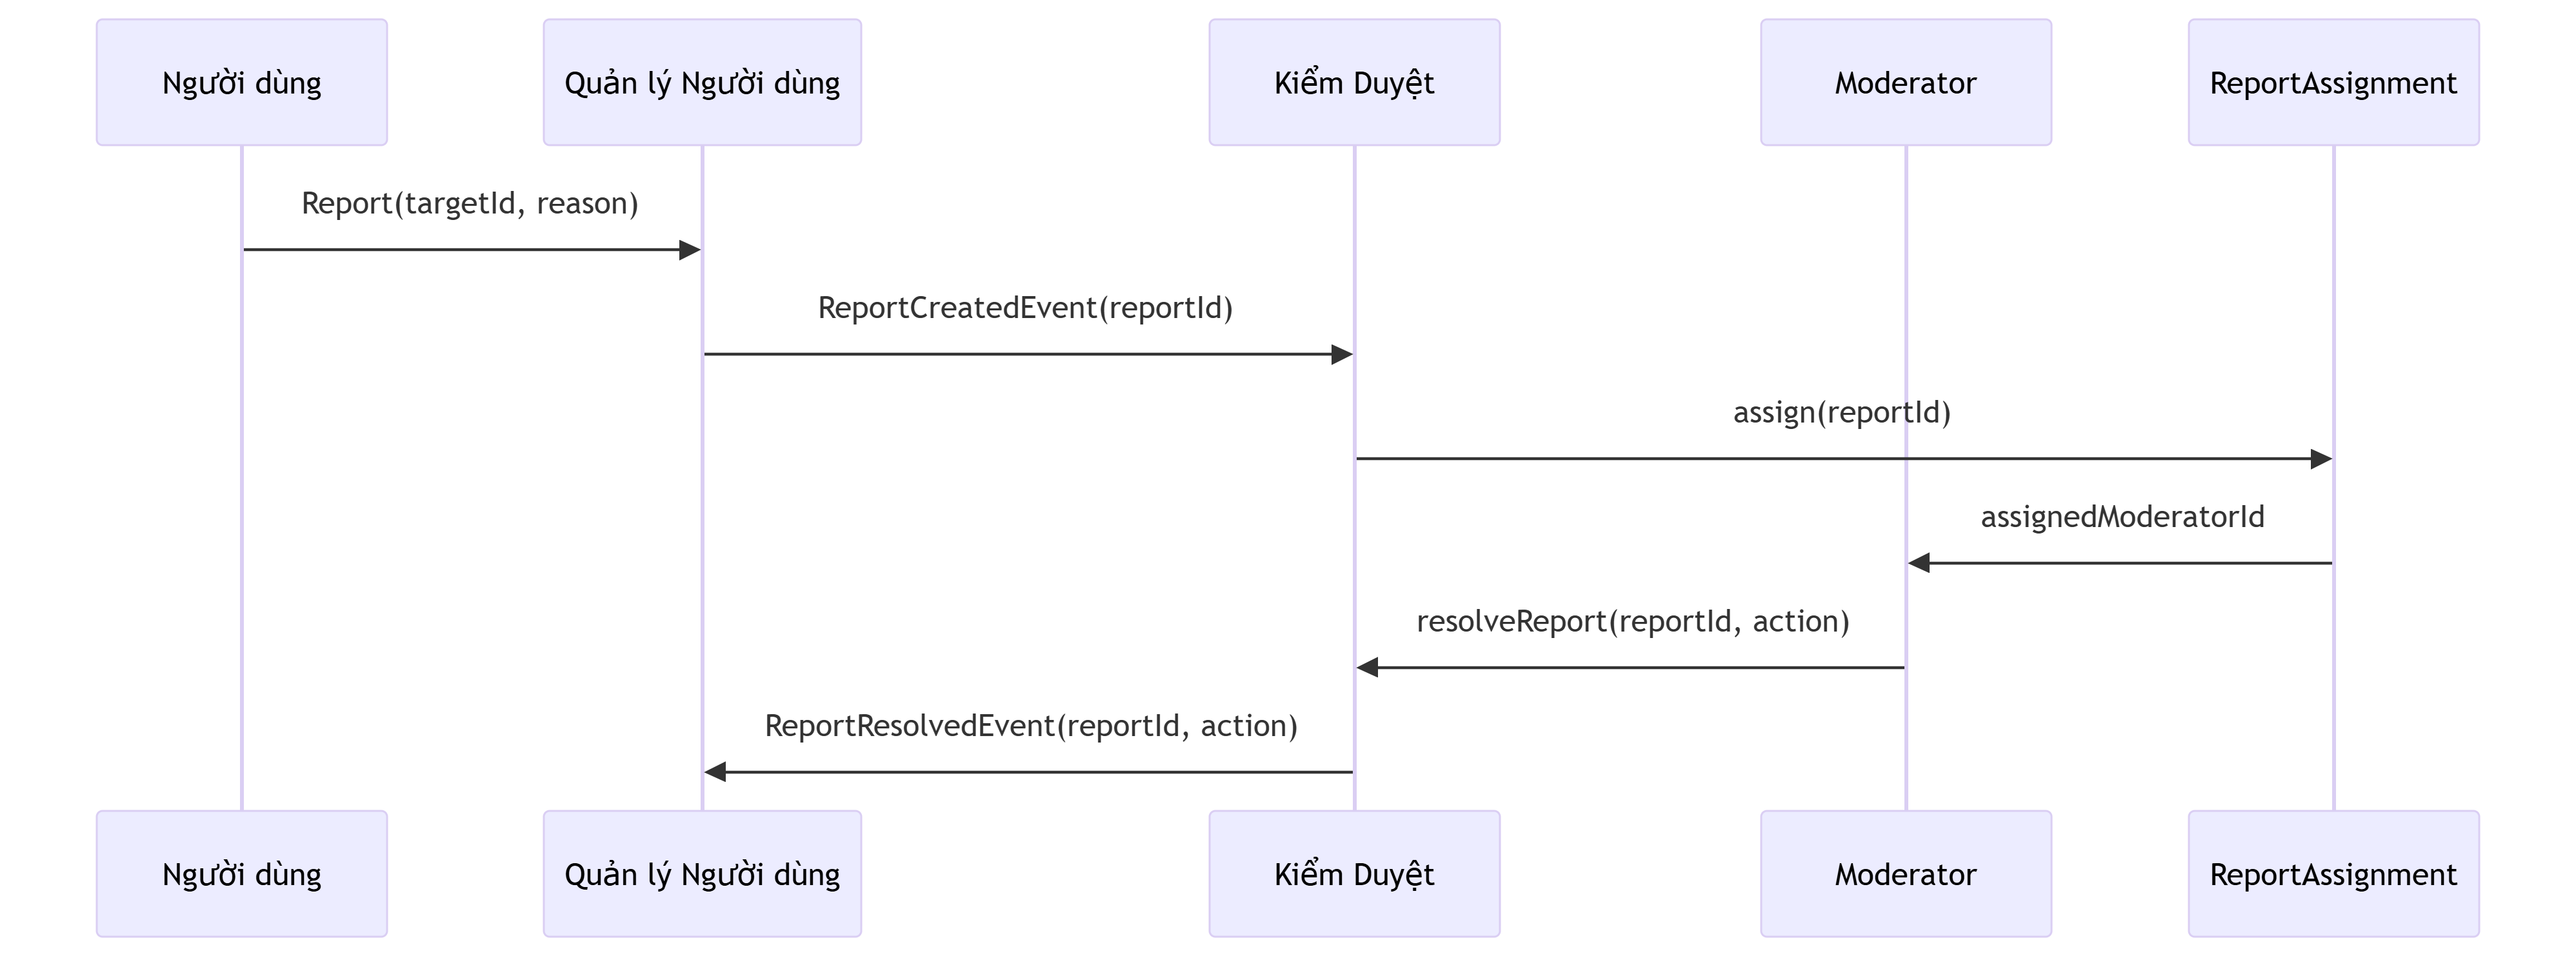 Người dùng
Quản lý Người dùng
Kiểm Duyệt
Moderator
ReportAssignment
Report(targetId, reason)
ReportCreatedEvent(reportId)
assign(reportId)
assignedModeratorId
resolveReport(reportId, action)
ReportResolvedEvent(reportId, action)
Người dùng
Quản lý Người dùng
Kiểm Duyệt
Moderator
ReportAssignment